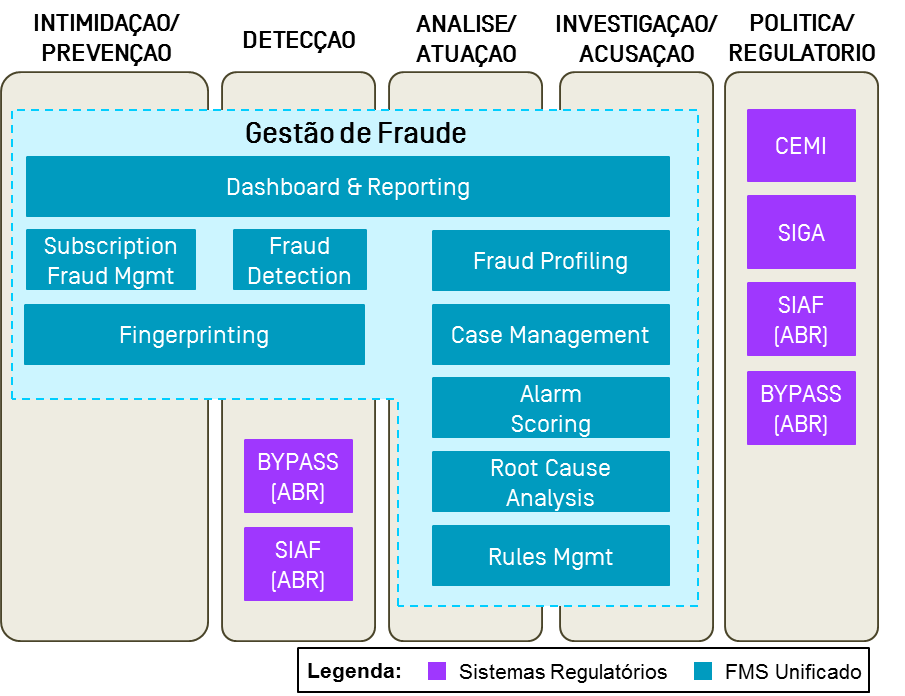 INTIMIDAÇAO/
PREVENÇAO
DETECÇAO
ANALISE/
ATUAÇAO
INVESTIGAÇAO/
ACUSAÇAO
POLITICA/
REGULATORIO
Gestão de Fraude
Dashboard & Reporting
Subscription
Fraud Mgmt
Fraud
Detection
Fraud Profiling
Fingerprinting
Case Management
Alarm
Scoring
Root Cause
Analysis
Rules Mgmt
BYPASS
(ABR)
SIAF
(ABR)
CEMI
SIGA
SIAF
(ABR)
BYPASS
(ABR)
Legenda: Sistemas Regulatórios FMS Unificado